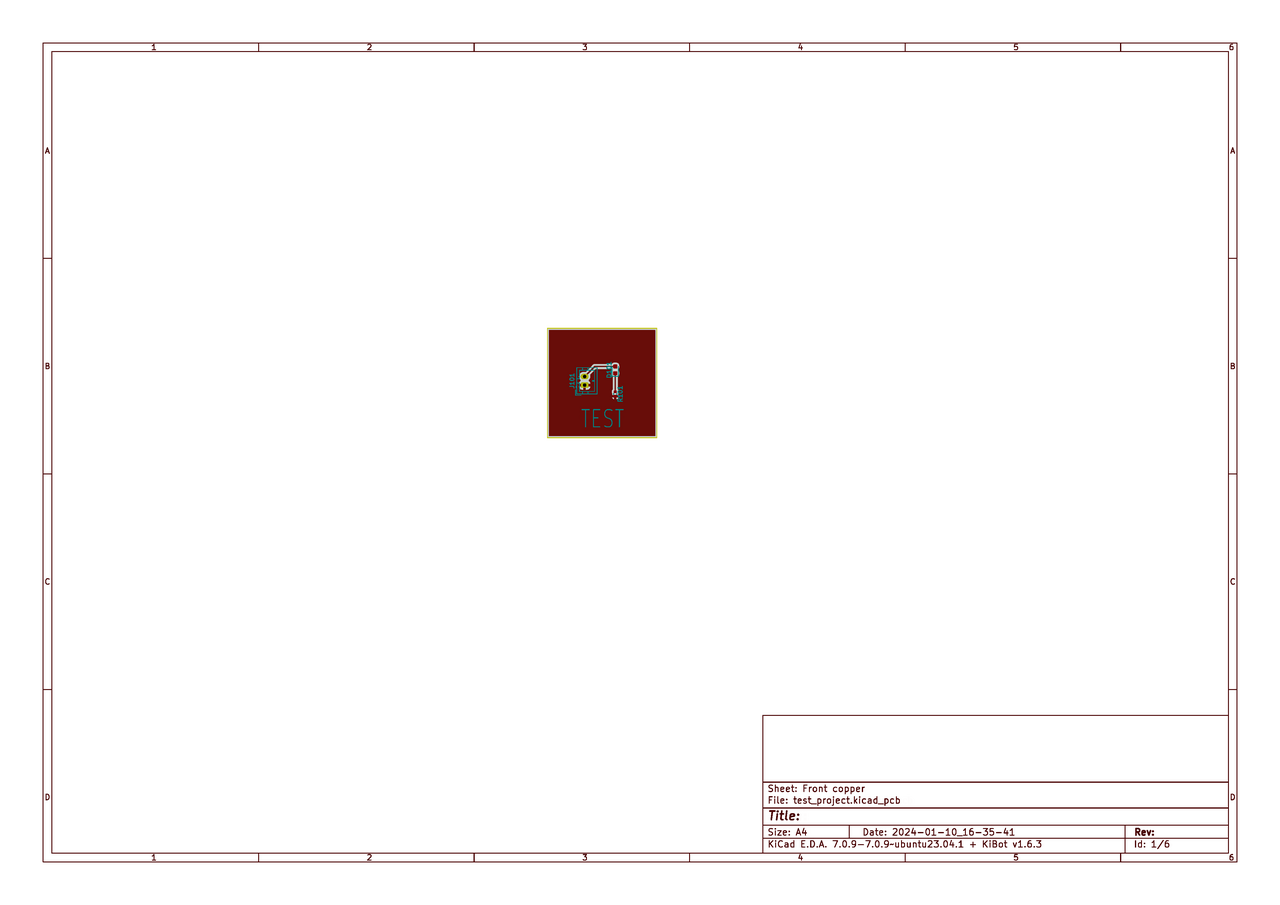 1 2 3 4 5 6
A A
B B
J101
R101
TEST
C C
Sheet: Front copper
D D
File: test_project.kicad_pcb
Title:
Size: A4 Date: 2024-01-10_16-35-41 Rev:
KiCad E.D.A. 7.0.9-7.0.9~ubuntu23.04.1 + KiBot v1.6.3 Id: 1/6
1 2 3 4 5 6